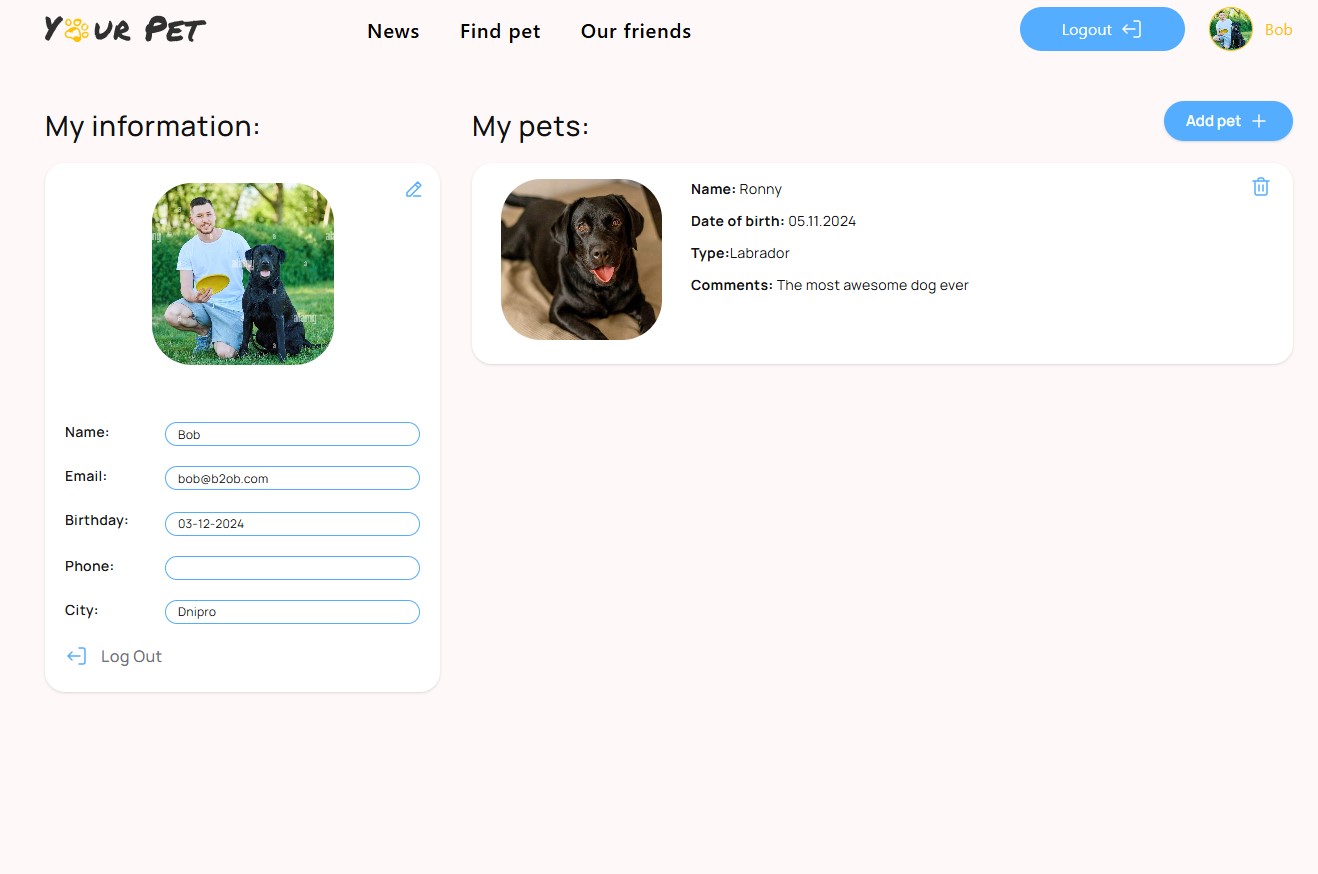 Your Pet
News Find pet Our friends
Logout
Bob
My information:
Name: Bob
Email: bob@b2ob.com
Birthday: 03-12-2024
Phone:
City: Dnipro
Log Out
My pets:
Add pet
Name: Ronny
Date of birth: 05.11.2024
Type:Labrador
Comments: The most awesome dog ever
alamy